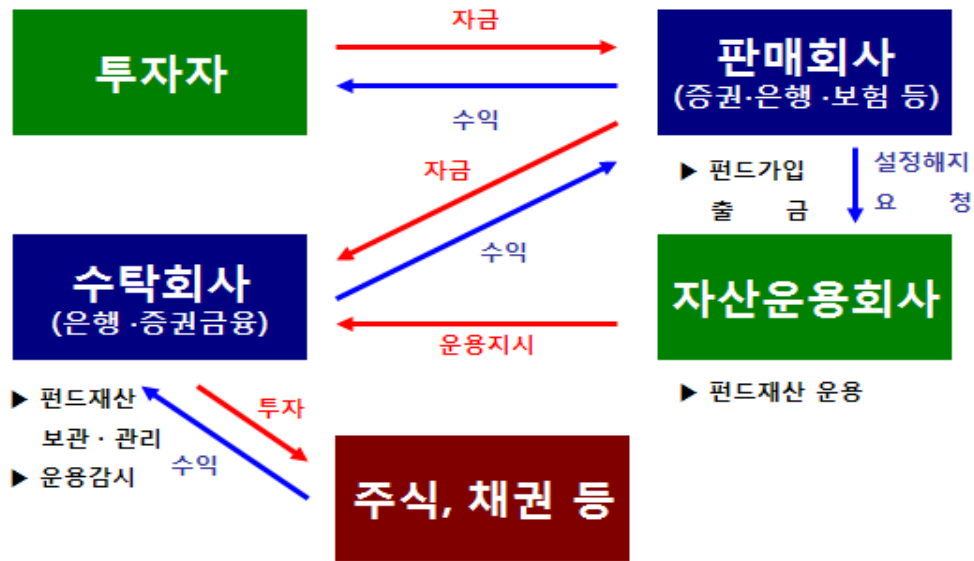 자금
투자자
판매회사
(증권·은행 ·보험 등)
수익
자금
▶ 펀드가입
출 금
설정해지
요 청
수익
수탁회사
(은행 ·증권금융)
자산운용회사
운용지시
▶ 펀드재산
보관 · 관리
▶ 운용감시
투자
수익
▶ 펀드재산 운용
주식, 채권 등